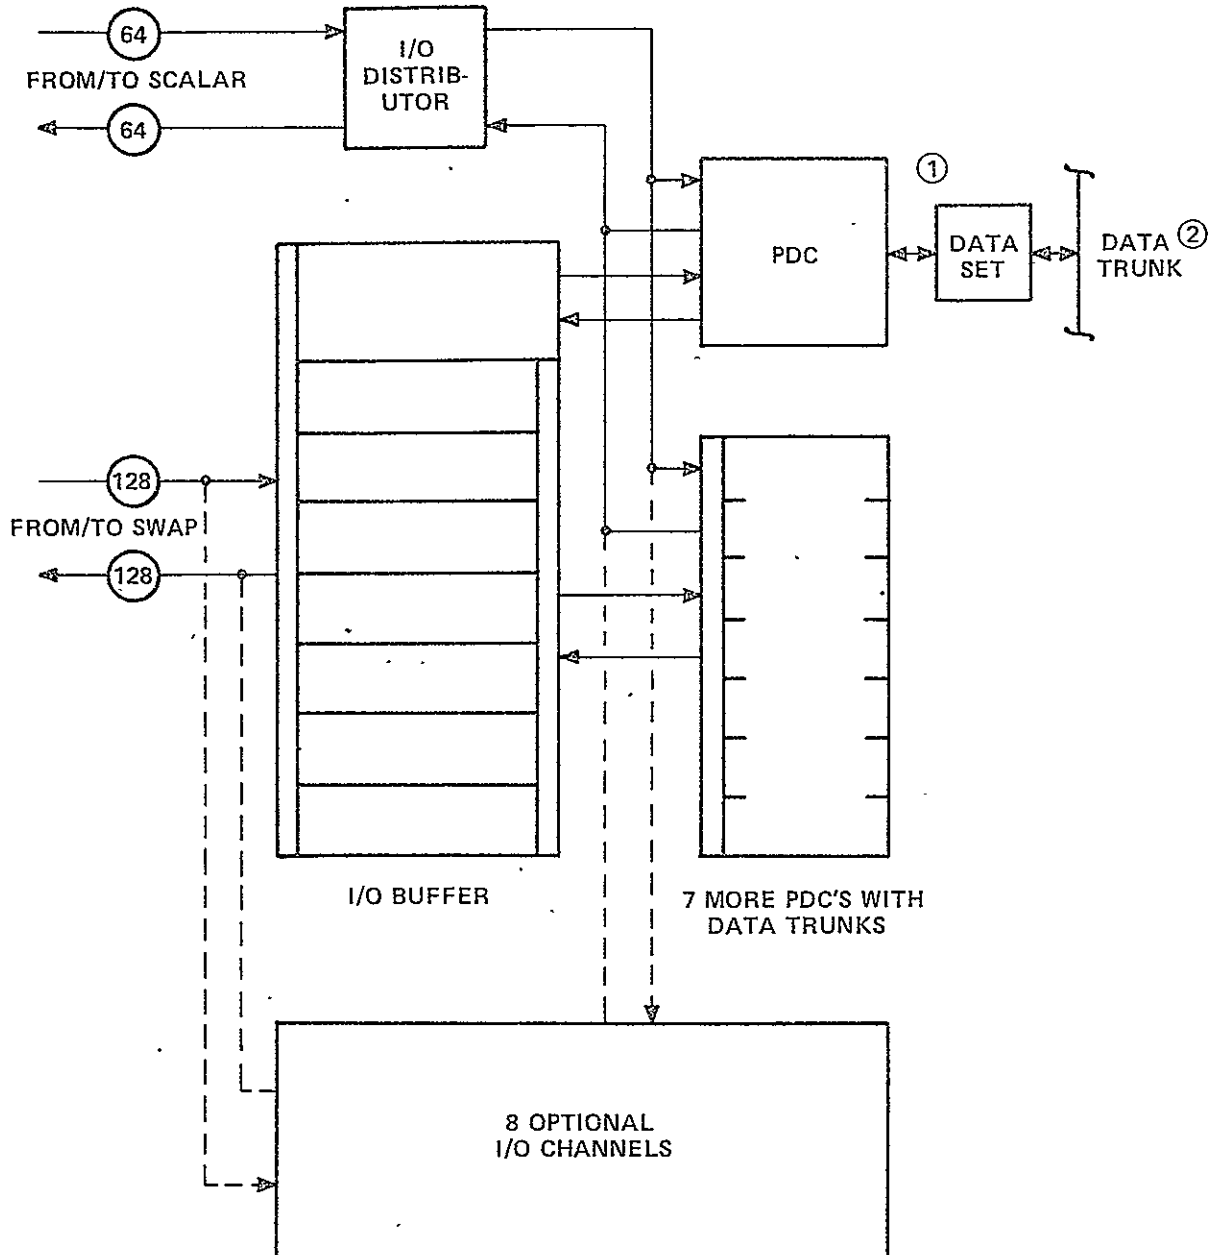 64
I/O
DISTRIB-
UTOR
FROM/TO SCALAR
64
①
PDC
DATA
SET
DATA ②
TRUNK
128
FROM/TO SWAP
128
I/O BUFFER
7 MORE PDC'S WITH
DATA TRUNKS
8 OPTIONAL
I/O CHANNELS